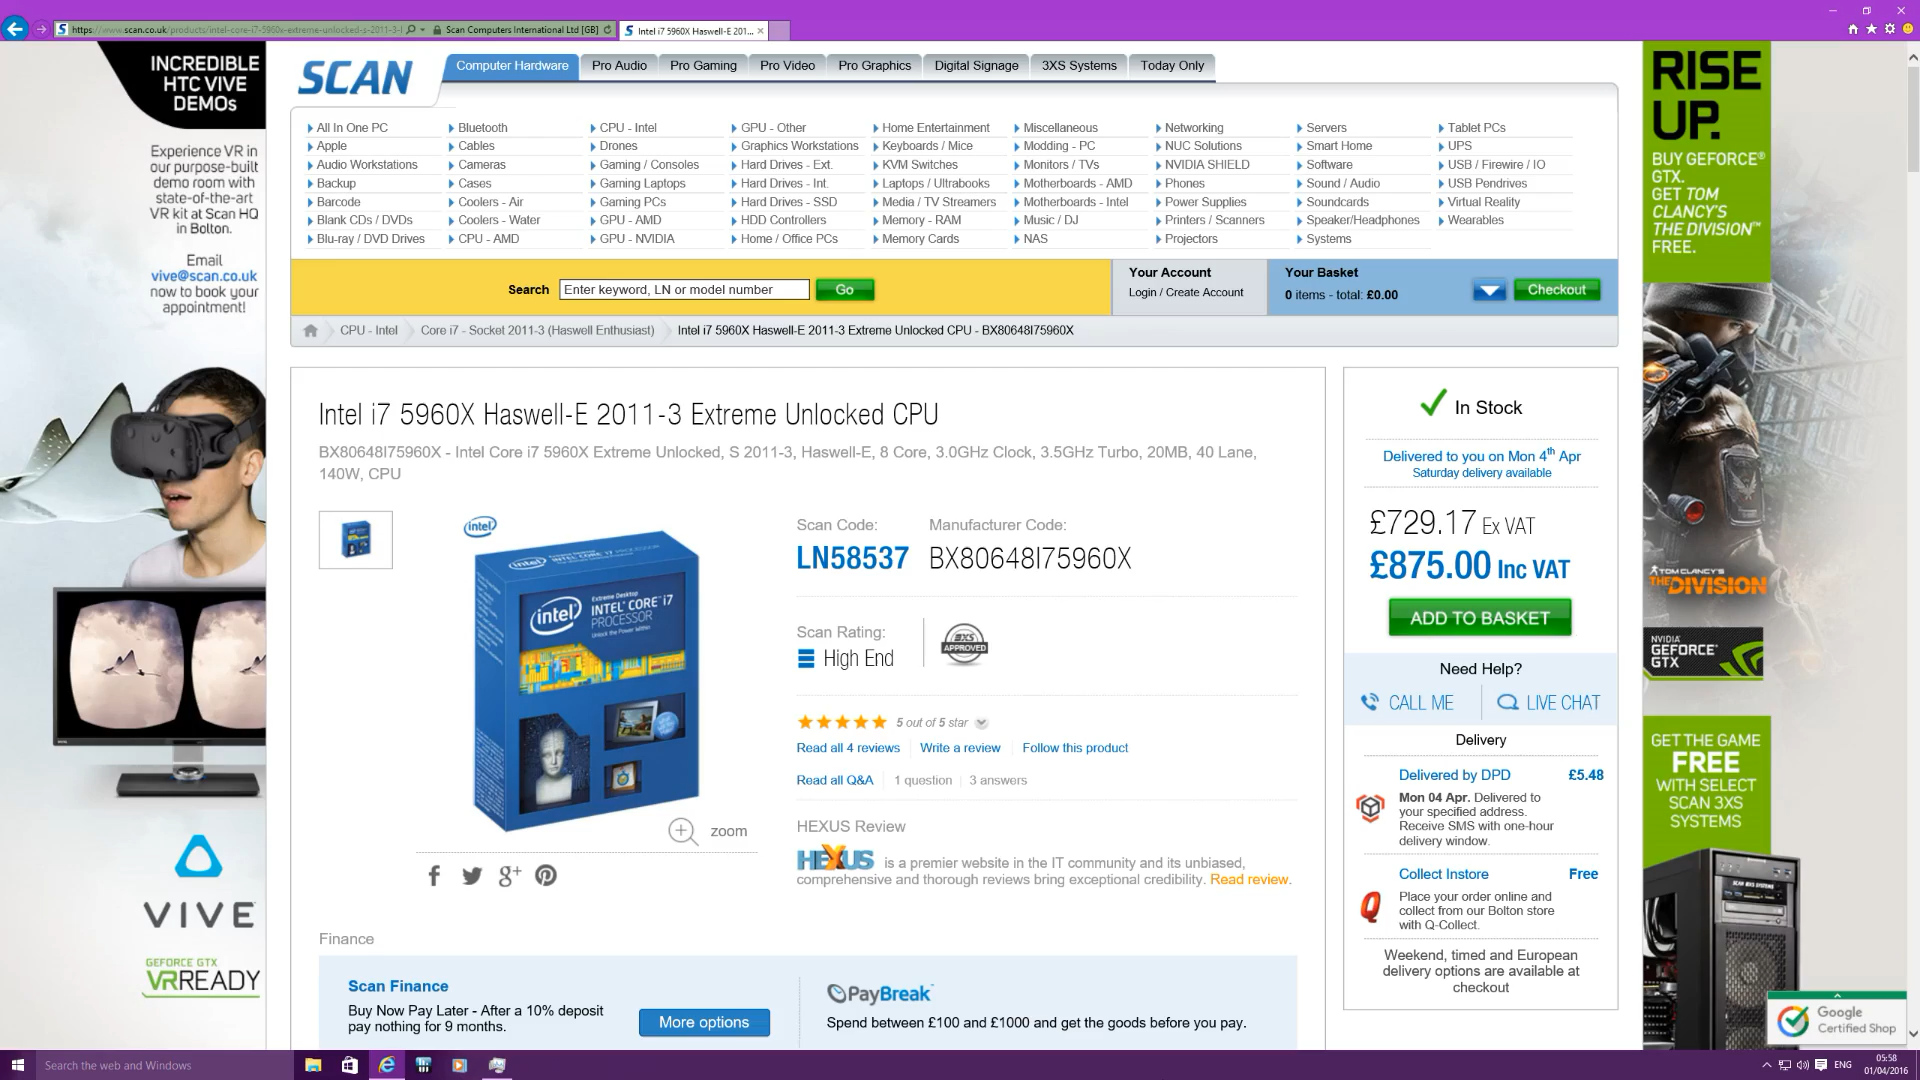 https://www.scan.co.uk/products/intel-core-i7-5960x-extreme-unlocked-s-2011-3-
Scan Computers International Ltd [GB]
Intel i7 5960X Haswell-E 201...
INCREDIBLE
HTC VIVE
DEMOs
Experience VR in
our purpose-built
demo room with
state-of-the-art
VR kit at Scan HQ
in Bolton.
Email
vive@scan.co.uk
now to book your
appointment!
VIVE
GEFORCE GTX
VRREADY
SCAN
Computer Hardware
Pro Audio
Pro Gaming
Pro Video
Pro Graphics
Digital Signage
3XS Systems
Today Only
All In One PC
Apple
Audio Workstations
Backup
Barcode
Blank CDs / DVDs
Blu-ray / DVD Drives
Bluetooth
Cables
Cameras
Cases
Coolers - Air
Coolers - Water
CPU - AMD
CPU - Intel
Drones
Gaming / Consoles
Gaming Laptops
Gaming PCs
GPU - AMD
GPU - NVIDIA
GPU - Other
Graphics Workstations
Hard Drives - Ext.
Hard Drives - Int.
Hard Drives - SSD
HDD Controllers
Home / Office PCs
Home Entertainment
Keyboards / Mice
KVM Switches
Laptops / Ultrabooks
Media / TV Streamers
Memory - RAM
Memory Cards
Miscellaneous
Modding - PC
Monitors / TVs
Motherboards - AMD
Motherboards - Intel
Music / DJ
NAS
Networking
NUC Solutions
NVIDIA SHIELD
Phones
Power Supplies
Printers / Scanners
Projectors
Servers
Smart Home
Software
Sound / Audio
Soundcards
Speaker/Headphones
Systems
Tablet PCs
UPS
USB / Firewire / IO
USB Pendrives
Virtual Reality
Wearables
Search
Enter keyword, LN or model number
Go
Your Account
Login / Create Account
Your Basket
0 items - total: £0.00
Checkout
CPU - Intel
Core i7 - Socket 2011-3 (Haswell Enthusiast)
Intel i7 5960X Haswell-E 2011-3 Extreme Unlocked CPU - BX80648I75960X
Intel i7 5960X Haswell-E 2011-3 Extreme Unlocked CPU
BX80648I75960X - Intel Core i7 5960X Extreme Unlocked, S 2011-3, Haswell-E, 8 Core, 3.0GHz Clock, 3.5GHz Turbo, 20MB, 40 Lane,
140W, CPU
intel
intel
Extreme Desktop
INTEL® CORE™ i7
PROCESSOR
Unlock the Power Within
zoom
Scan Code:
LN58537
Manufacturer Code:
BX80648I75960X
Scan Rating:
High End
3XS
APPROVED
5 out of 5 star
Read all 4 reviews
Write a review
Follow this product
Read all Q&A
1 question
3 answers
HEXUS Review
HEXUS is a premier website in the IT community and its unbiased,
comprehensive and thorough reviews bring exceptional credibility. Read review.
Finance
Scan Finance
Buy Now Pay Later - After a 10% deposit
pay nothing for 9 months.
More options
PayBreak
Spend between £100 and £1000 and get the goods before you pay.
In Stock
Delivered to you on Mon 4th Apr
Saturday delivery available
£729.17 Ex VAT
£875.00 Inc VAT
ADD TO BASKET
Need Help?
CALL ME
LIVE CHAT
Delivery
Delivered by DPD £5.48
Mon 04 Apr. Delivered to
your specified address.
Receive SMS with one-hour
delivery window.
Collect Instore Free
Place your order online and
collect from our Bolton store
with Q-Collect.
Weekend, timed and European
delivery options are available at
checkout
RISE
UP.
BUY GEFORCE®
GTX.
GET TOM
CLANCY'S
THE DIVISION™
FREE.
TOM CLANCY'S
THE DIVISION
NVIDIA
GEFORCE®
GTX
GET THE GAME
FREE
WITH SELECT
SCAN 3XS
SYSTEMS
Google
Certified Shop
Search the web and Windows
ENG
05:58
01/04/2016